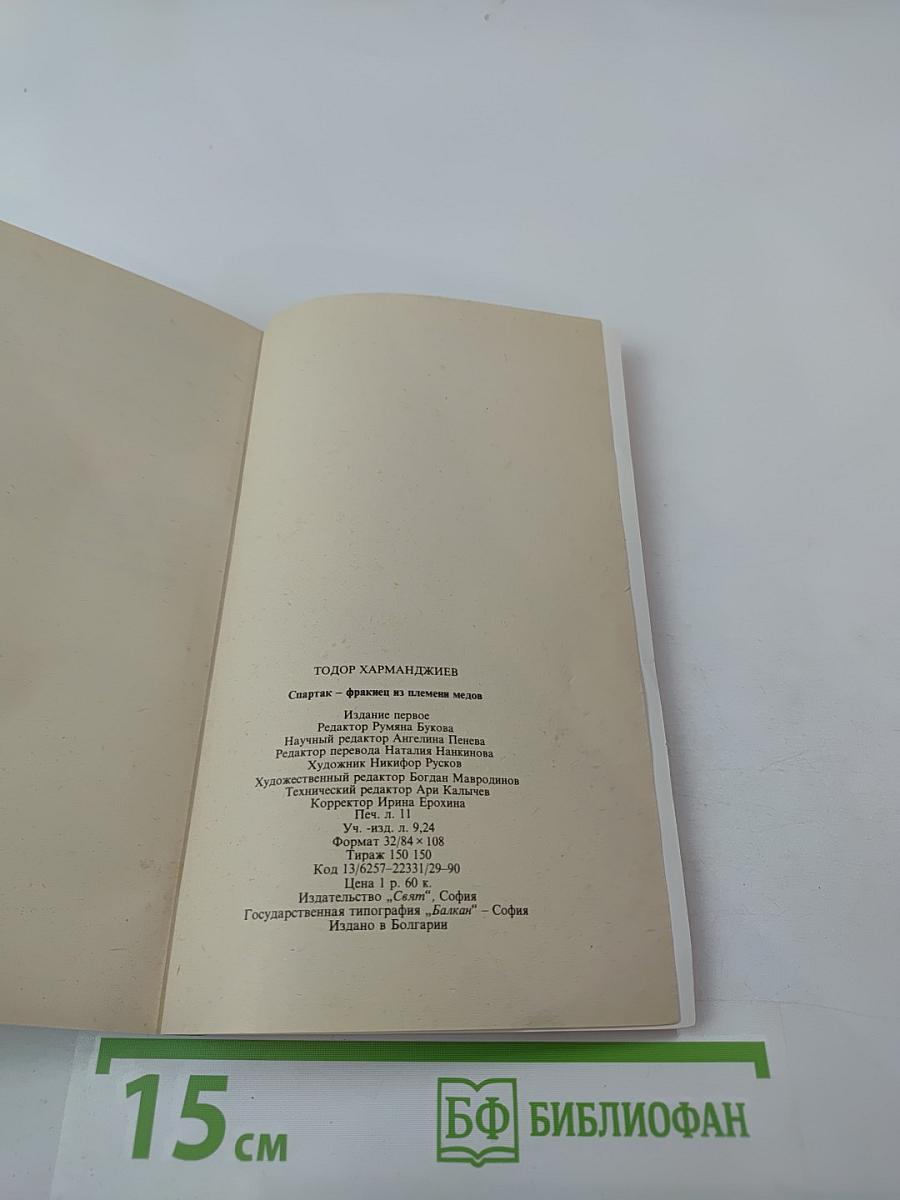 ТОДОР ХАРМАНДЖИЕВ
Спартак – фракиец из племени медов
Издание первое
Редактор Румяна Букова
Научный редактор Ангелина Пенева
Редактор перевода Наталия Нанкинова
Художник Никифор Русков
Художественный редактор Богдан Мавродинов
Технический редактор Ари Калычев
Корректор Ирина Ерохина
Печ. л. 11
Уч. -изд. л. 9,24
Формат 32/84 × 108
Тираж 150 150
Код 13/6257–22331/29–90
Цена 1 р. 60 к.
Издательство „Свят“, София
Государственная типография „Балкан“ – София
Издано в Болгарии
15 см
БФ БИБЛИОФАН